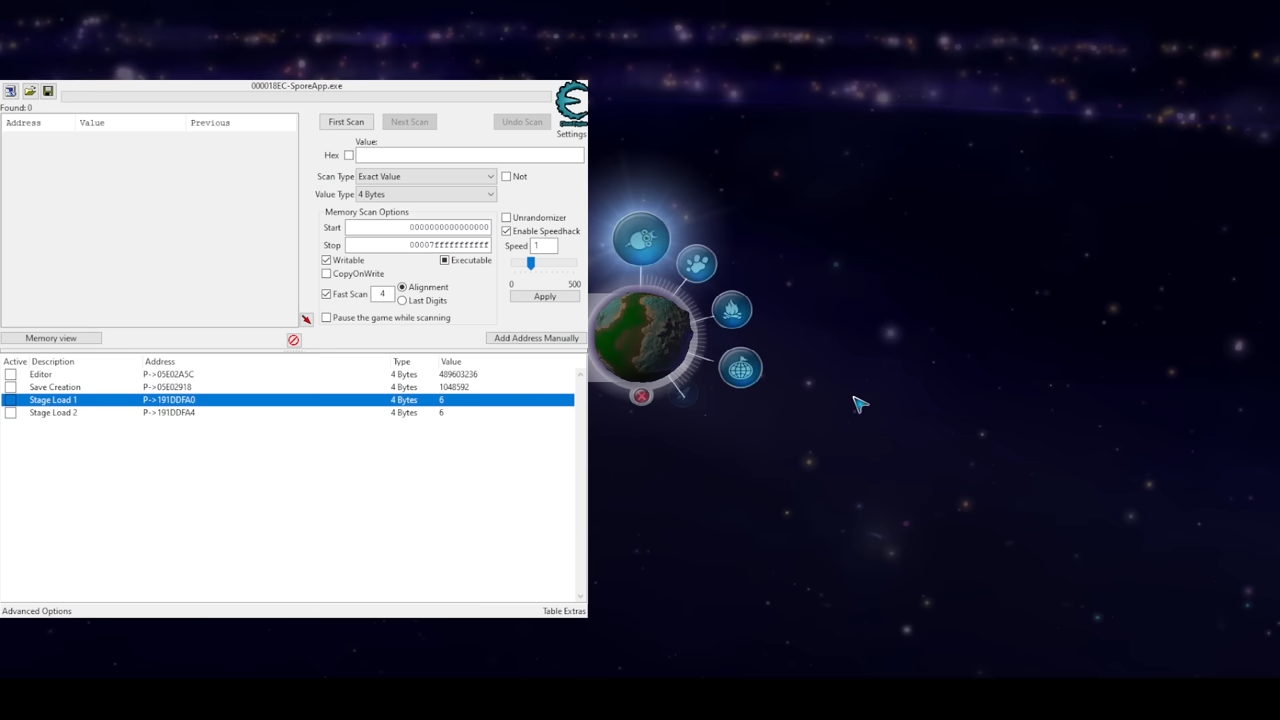 000018EC-SporeApp.exe
Found: 0
Address Value Previous
First Scan Next Scan Undo Scan
Settings
Value:
Hex
Scan Type Exact Value Not
Value Type 4 Bytes
Memory Scan Options
Start 0000000000000000
Stop 00007fffffffffff
Writable Executable
CopyOnWrite
Fast Scan 4 Alignment
Last Digits
Pause the game while scanning
Unrandomizer
Enable Speedhack
Speed 1
0 500
Apply
Memory view Add Address Manually
Active Description Address Type Value
Editor P->05E02A5C 4 Bytes 489603236
Save Creation P->05E02918 4 Bytes 1048592
Stage Load 1 P->191DDFA0 4 Bytes 6
Stage Load 2 P->191DDFA4 4 Bytes 6
Advanced Options Table Extras